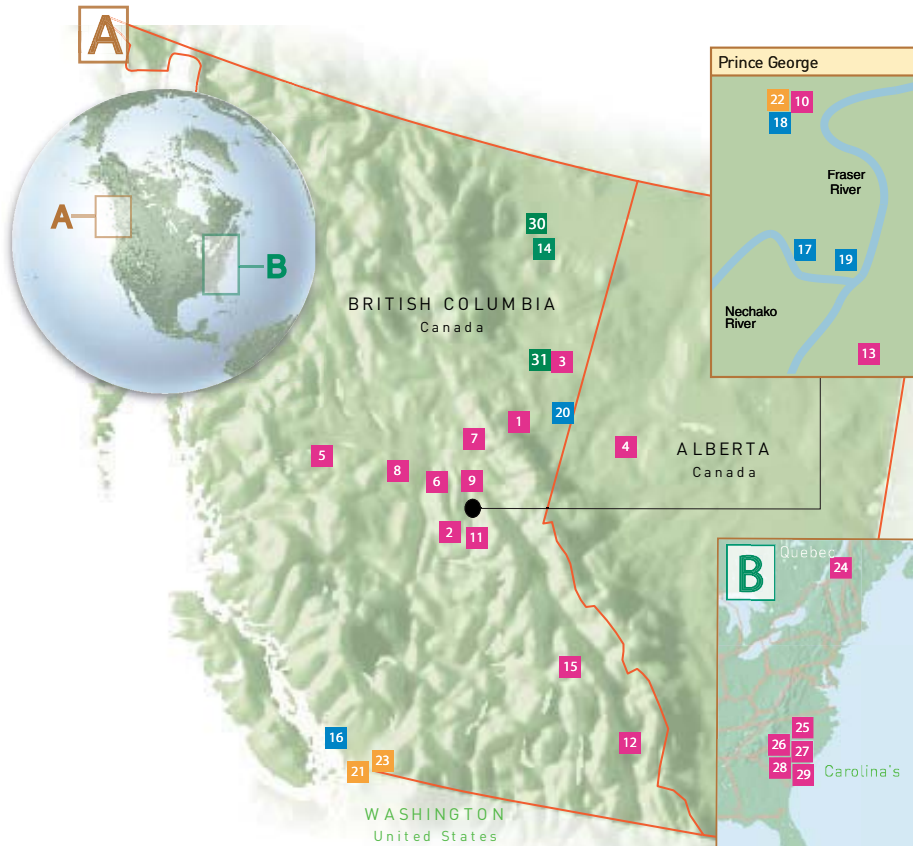 A
Prince George
22 10
18
Fraser
River
A
B
30
14
17
19
BRITISH COLUMBIA
Canada
Nechako
River
13
31 3
20
1
7
4
ALBERTA
Canada
5
8
6
9
2
11
B
Quebec
24
15
25
16
12
26
27
23
21
28
29
Carolina's
WASHINGTON
United States